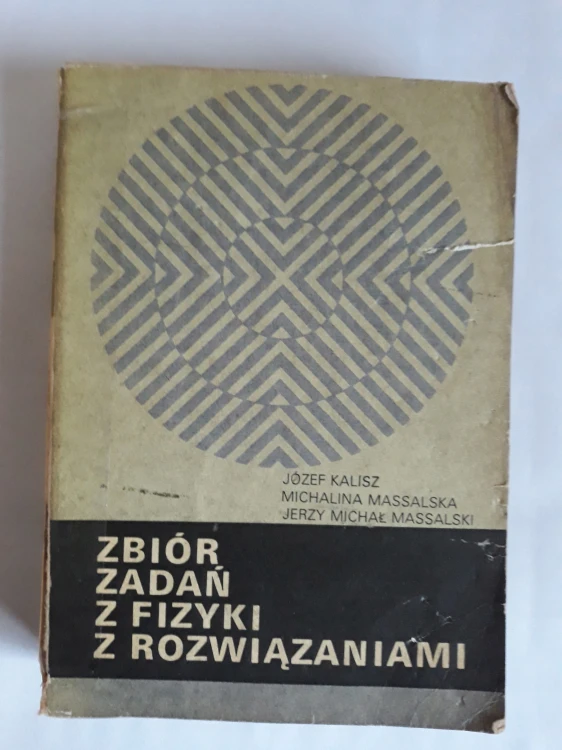 JÓZEF KALISZ
MICHALINA MASSALSKA
JERZY MICHAŁ MASSALSKI
ZBIÓR
ZADAŃ
Z FIZYKI
Z ROZWIĄZANIAMI